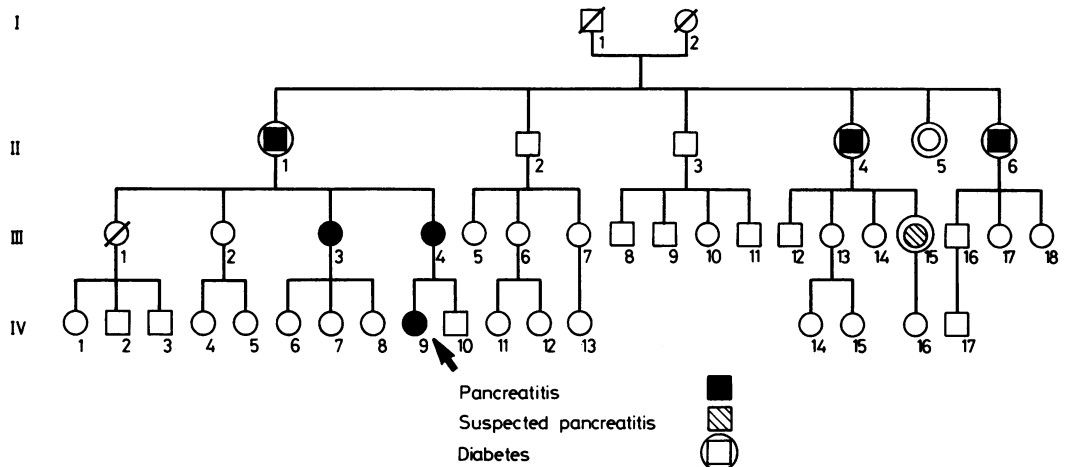 I
1 2
II
1 2 3 4 5 6
III
1 2 3 4 5 6 7 8 9 10 11 12 13 14 15 16 17 18
IV
1 2 3 4 5 6 7 8 9 10 11 12 13 14 15 16 17
Pancreatitis
Suspected pancreatitis
Diabetes